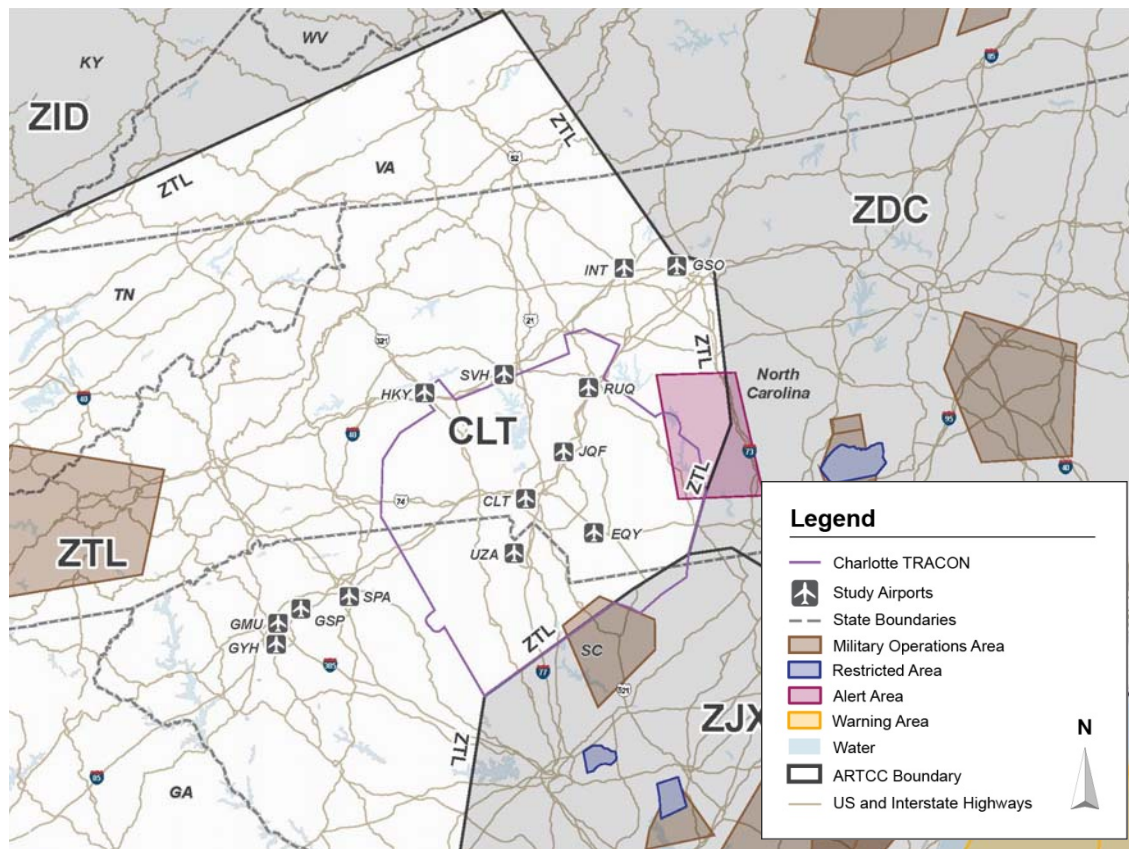 WV
KY
ZID
85
ZTL
ZTL
52
VA
ZDC
INT
GSO
TN
21
321
ZTL
North
Carolina
SVH
HKY
RUQ
40
95
CLT
40
JQF
73
40
ZTL
74
CLT
EQY
UZA
ZTL
SPA
GSP
GMU
GYH
ZTL
SC
385
77
321
ZJX
ZTL
85
GA
Legend
Charlotte TRACON
Study Airports
State Boundaries
Military Operations Area
Restricted Area
Alert Area
Warning Area
Water
ARTCC Boundary
US and Interstate Highways
N